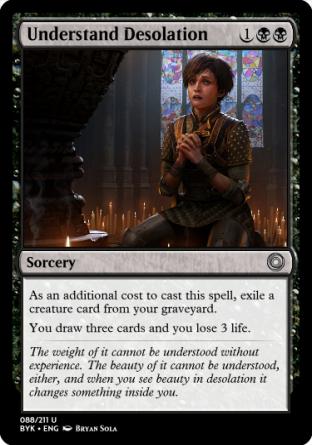 Understand Desolation 1
Sorcery
As an additional cost to cast this spell, exile a
creature card from your graveyard.
You draw three cards and you lose 3 life.
The weight of it cannot be understood without
experience. The beauty of it cannot be understood,
either, and when you see beauty in desolation it
changes something inside you.
088/211 U
BYK • ENG Bryan Sola